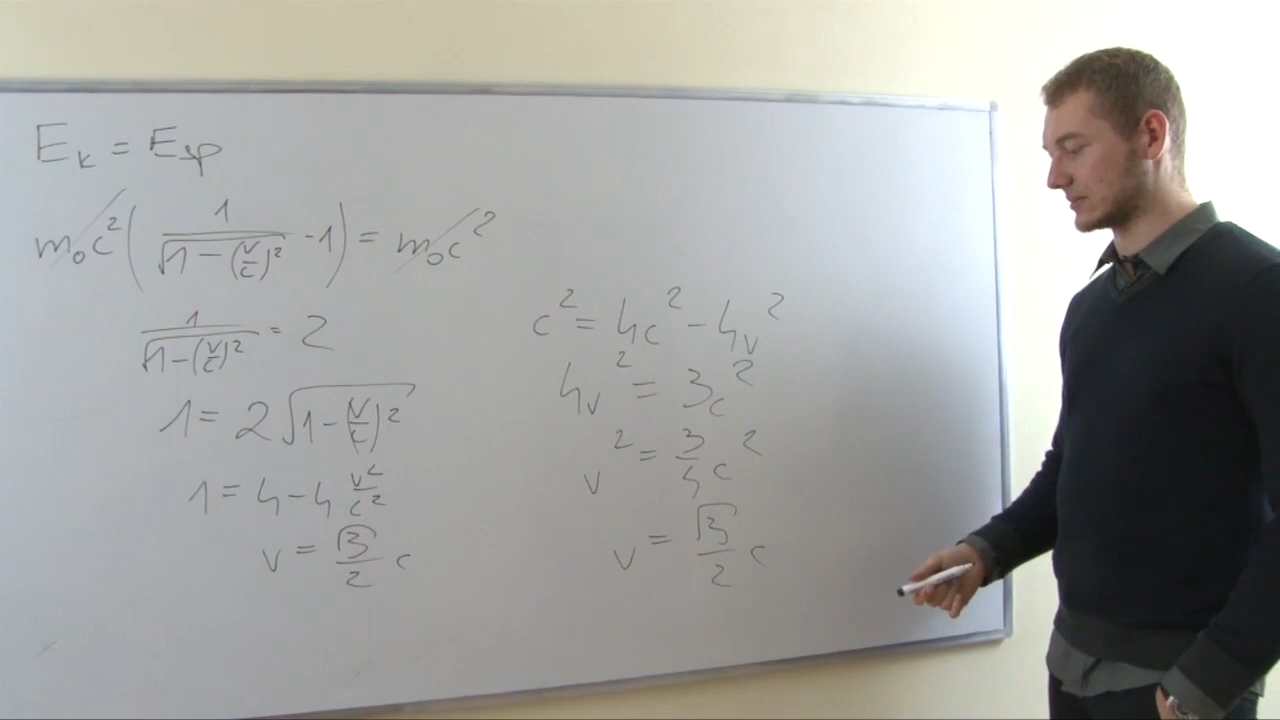 E_k = E_sp
m₀c² ( 1 / √(1 − (v/c)²) − 1 ) = m₀c²
1 / √(1 − (v/c)²) = 2
1 = 2 √(1 − (v/c)²)
1 = 4 − 4 v²/c²
v = √3/2 c
c² = 4c² − 4v²
4v² = 3c²
v² = 3/4 c²
v = √3/2 c